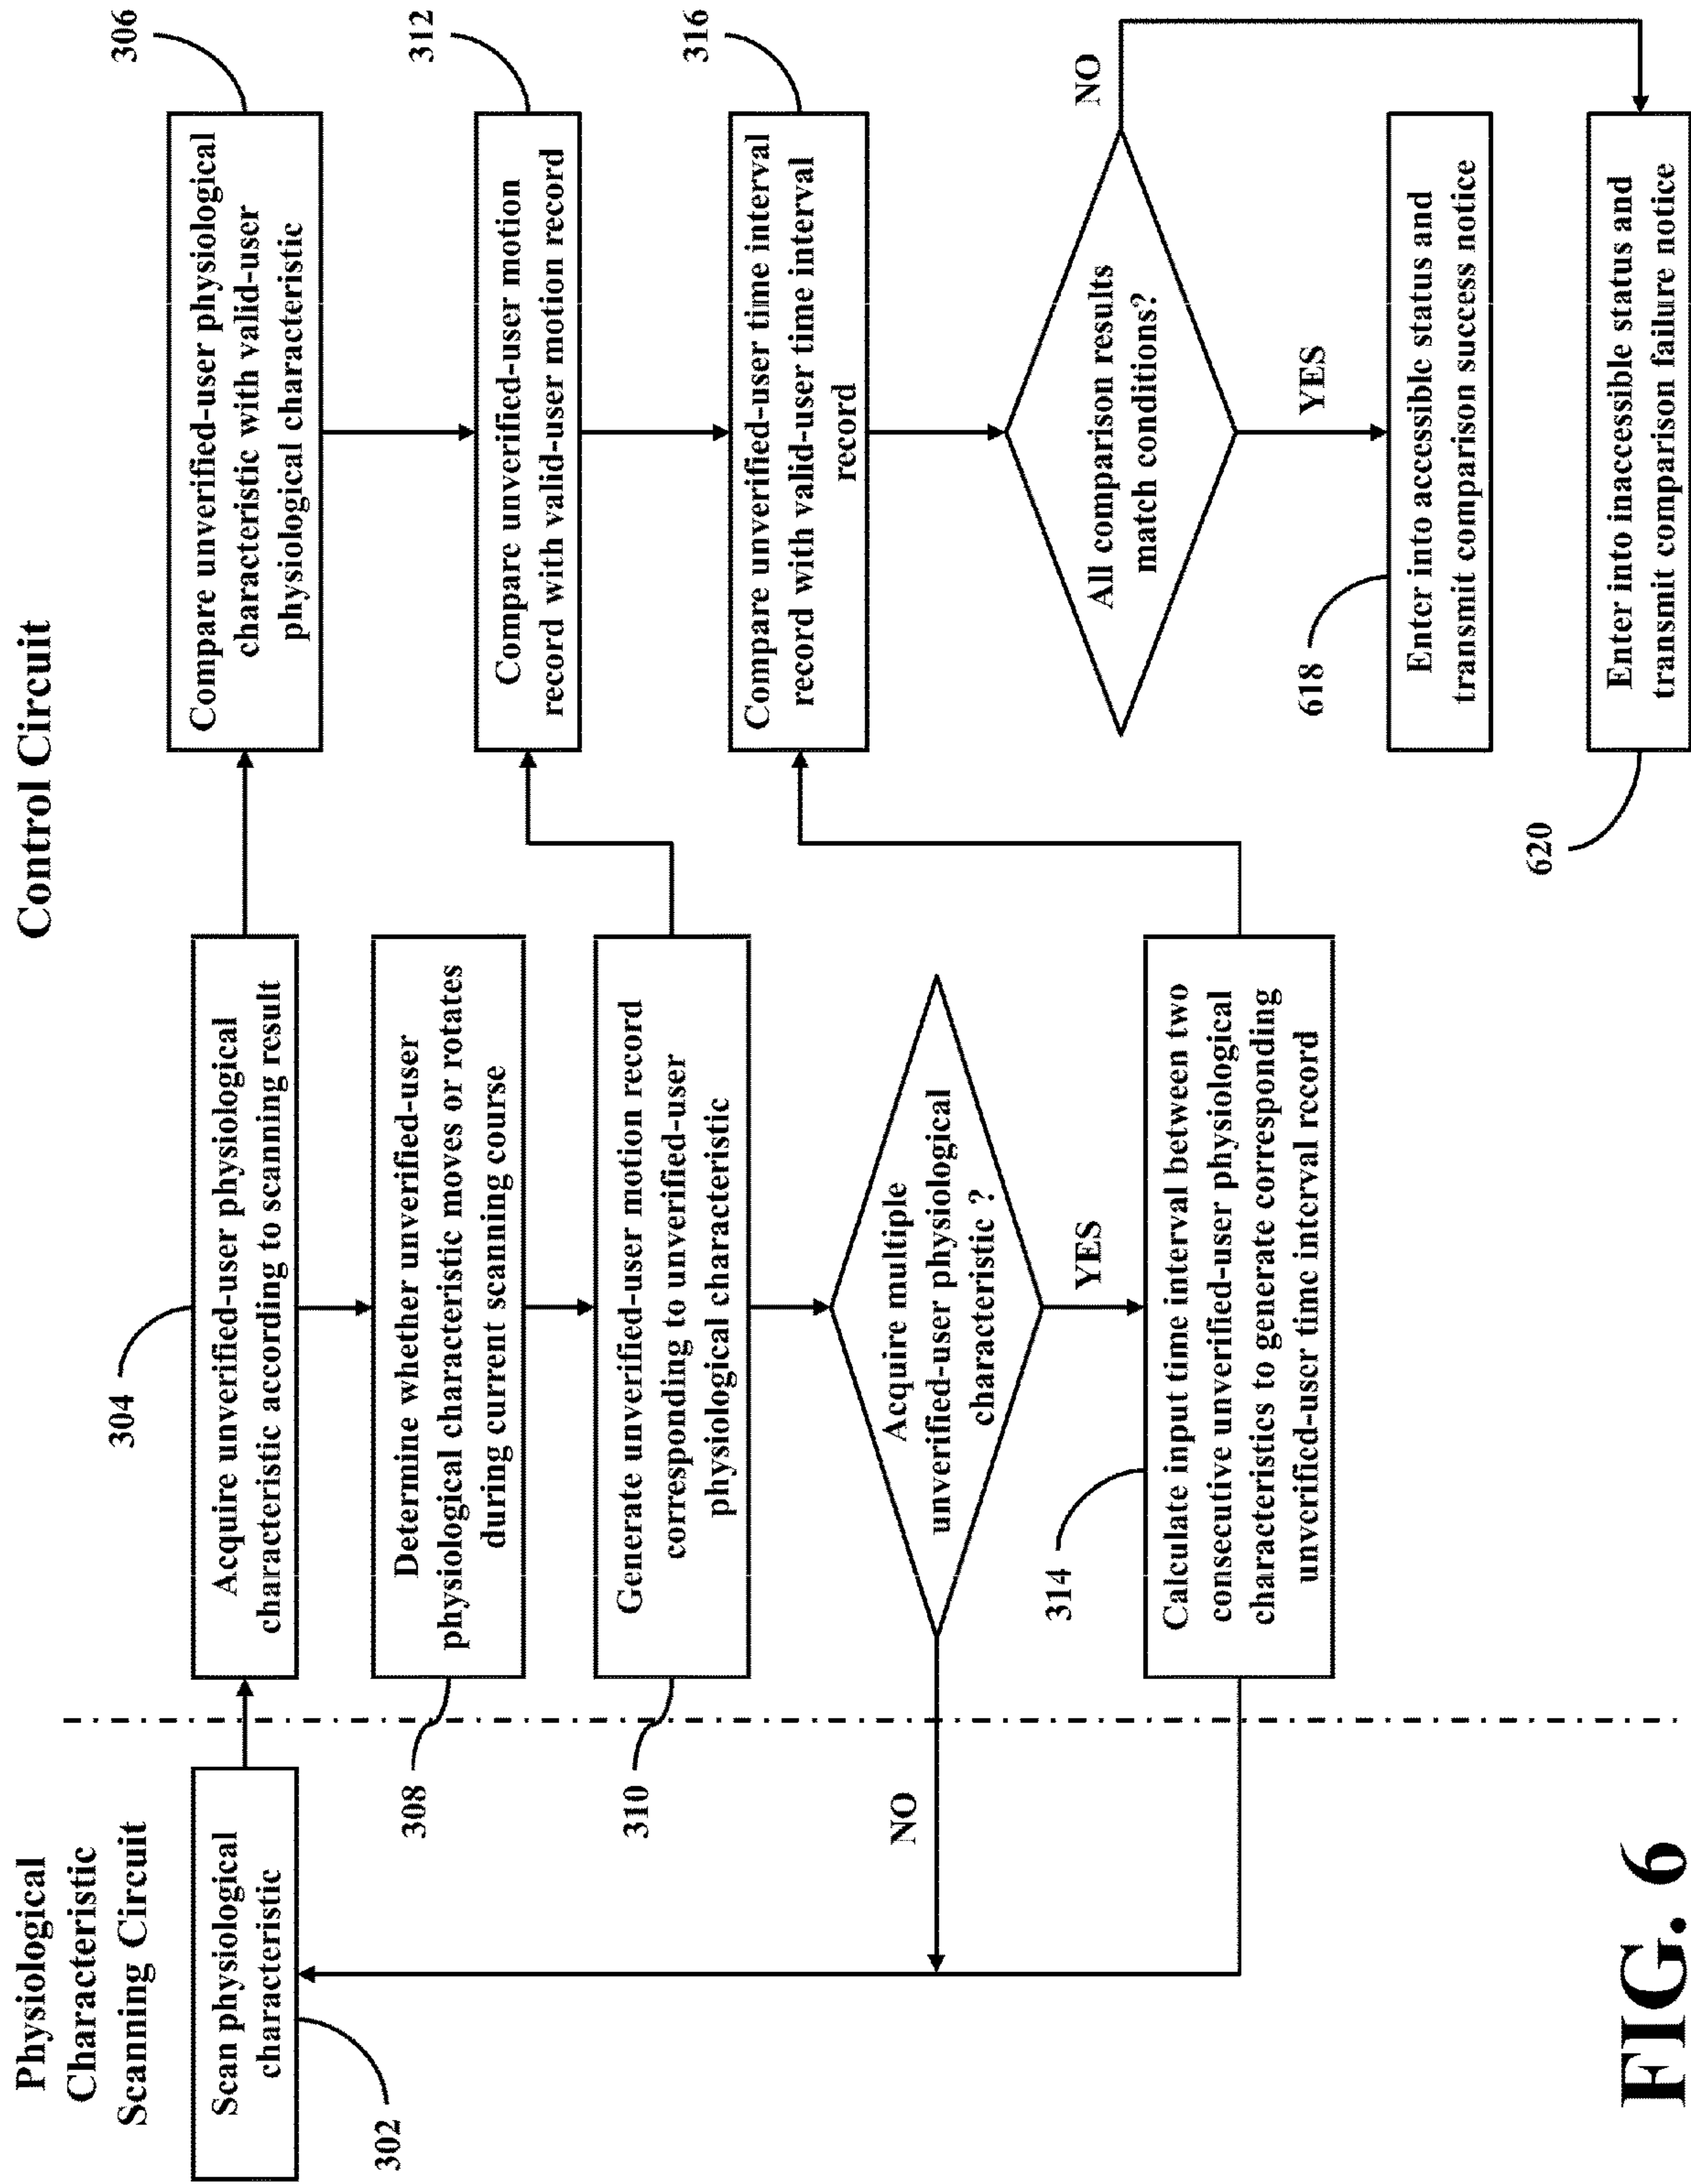 Physiological
Characteristic
Scanning Circuit
Control Circuit
Scan physiological
characteristic
302
Acquire unverified-user physiological
characteristic according to scanning result
304
Compare unverified-user physiological
characteristic with valid-user
physiological characteristic
306
Determine whether unverified-user
physiological characteristic moves or rotates
during current scanning course
308
Generate unverified-user motion record
corresponding to unverified-user
physiological characteristic
310
Compare unverified-user motion
record with valid-user motion record
312
Acquire multiple
unverified-user physiological
characteristic ?
NO
YES
314
Calculate input time interval between two
consecutive unverified-user physiological
characteristics to generate corresponding
unverified-user time interval record
Compare unverified-user time interval
record with valid-user time interval
record
316
All comparison results
match conditions?
NO
YES
618
Enter into accessible status and
transmit comparison success notice
620
Enter into inaccessible status and
transmit comparison failure notice
FIG. 6